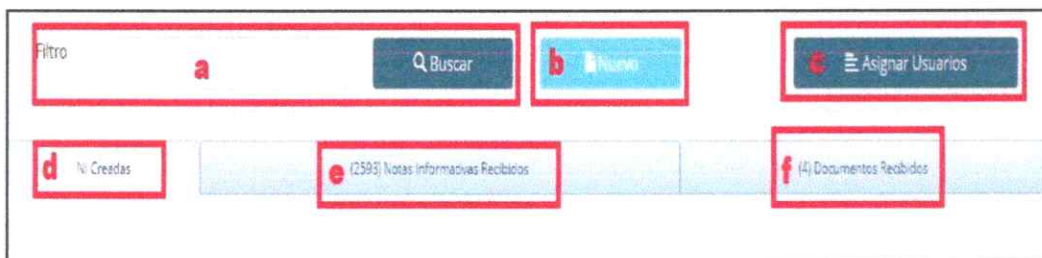 Filtro
a
Buscar
b
Nuevo
c
Asignar Usuarios
d
NI Creadas
e
(2593) Notas Informativas Recibidos
f
(4) Documentos Recibidos